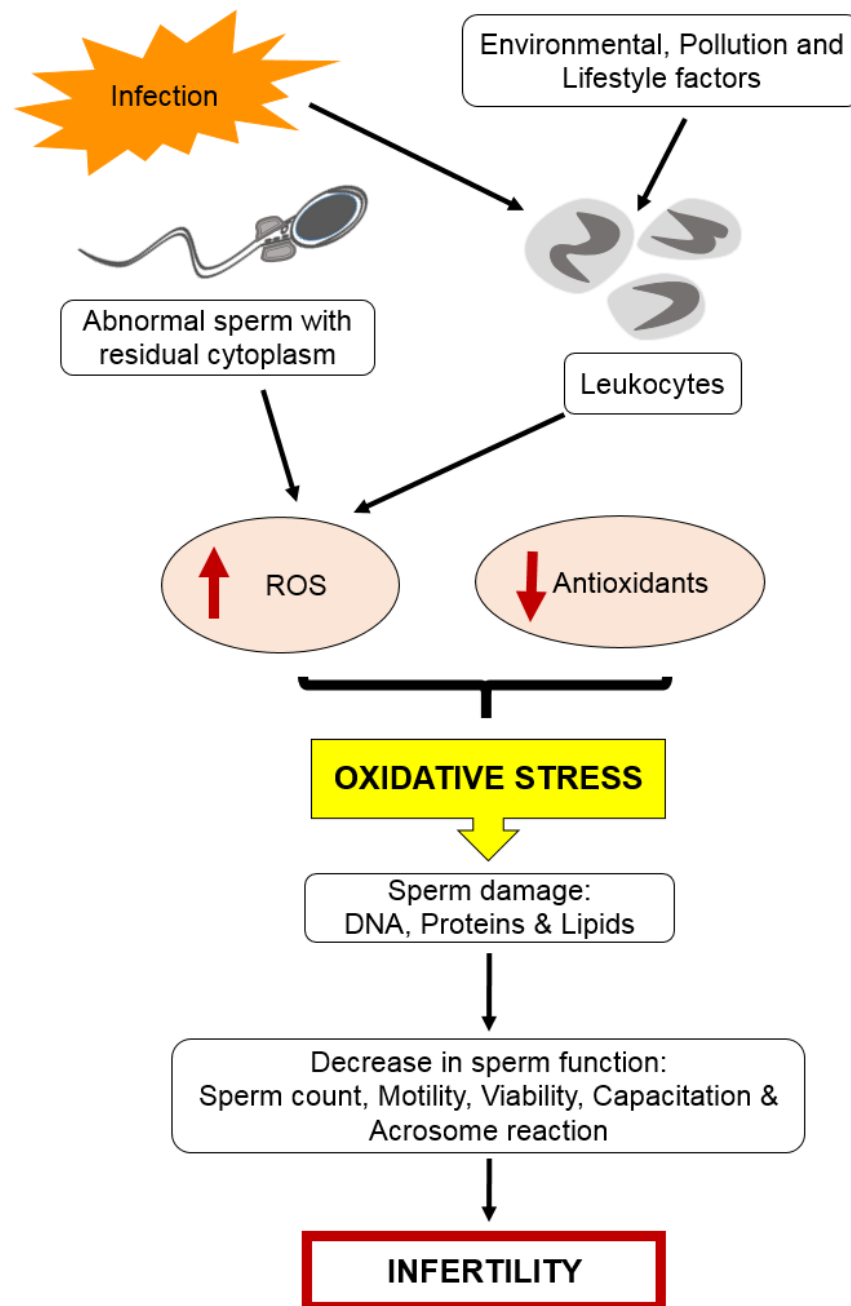 Infection
Environmental, Pollution and
Lifestyle factors
Abnormal sperm with
residual cytoplasm
Leukocytes
ROS
Antioxidants
OXIDATIVE STRESS
Sperm damage:
DNA, Proteins & Lipids
Decrease in sperm function:
Sperm count, Motility, Viability, Capacitation &
Acrosome reaction
INFERTILITY